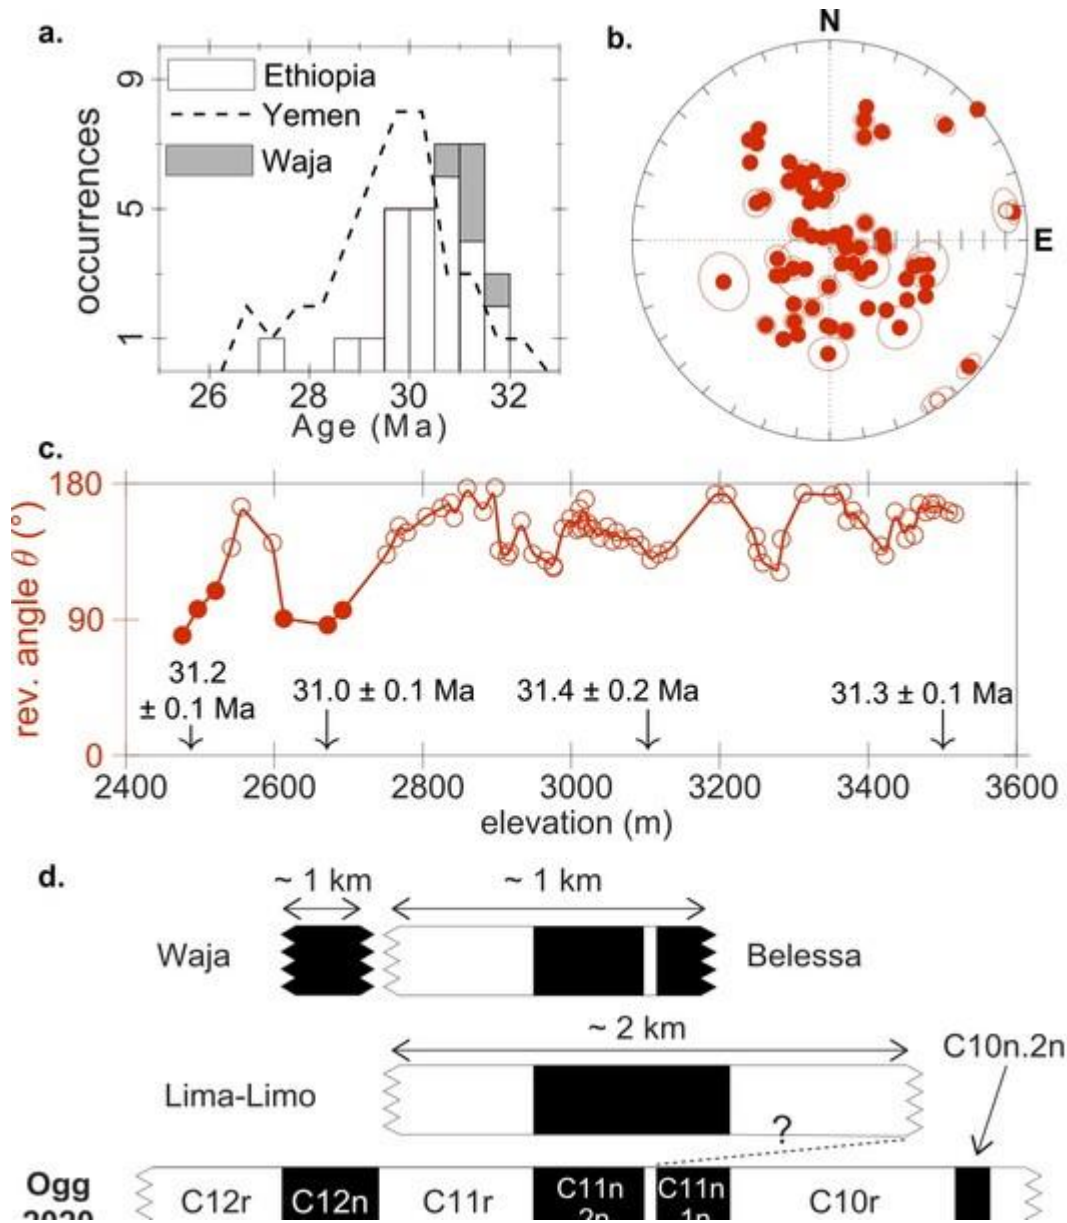 a.
Ethiopia
Yemen
Waja
occurrences
9
5
1
26 28 30 32
Age (Ma)
b.
N
E
c.
rev. angle θ (°)
180
90
0
31.2
± 0.1 Ma
31.0 ± 0.1 Ma
31.4 ± 0.2 Ma
31.3 ± 0.1 Ma
2400 2600 2800 3000 3200 3400 3600
elevation (m)
d.
~ 1 km
~ 1 km
Waja
Belessa
~ 2 km
C10n.2n
Lima-Limo
?
Ogg
2020
C12r
C12n
C11r
C11n
2n
C11n
1n
C10r